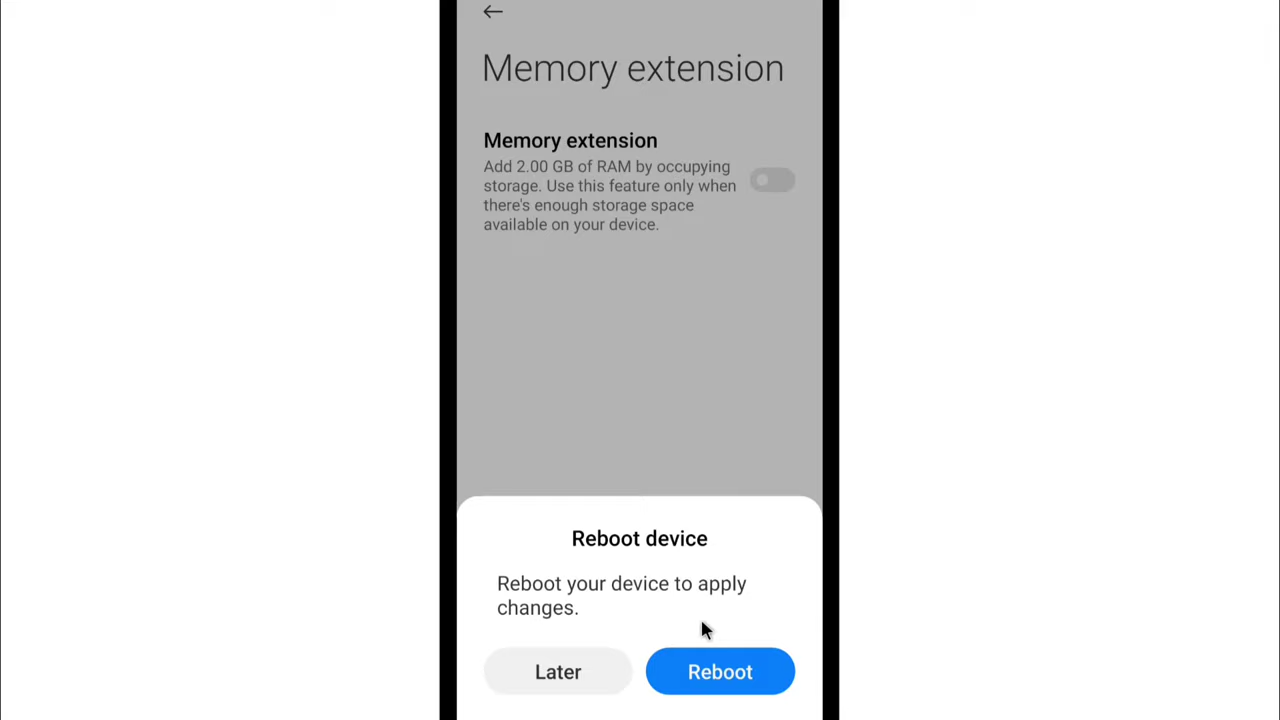 Memory extension
Memory extension
Add 2.00 GB of RAM by occupying
storage. Use this feature only when
there's enough storage space
available on your device.
Reboot device
Reboot your device to apply
changes.
Later
Reboot